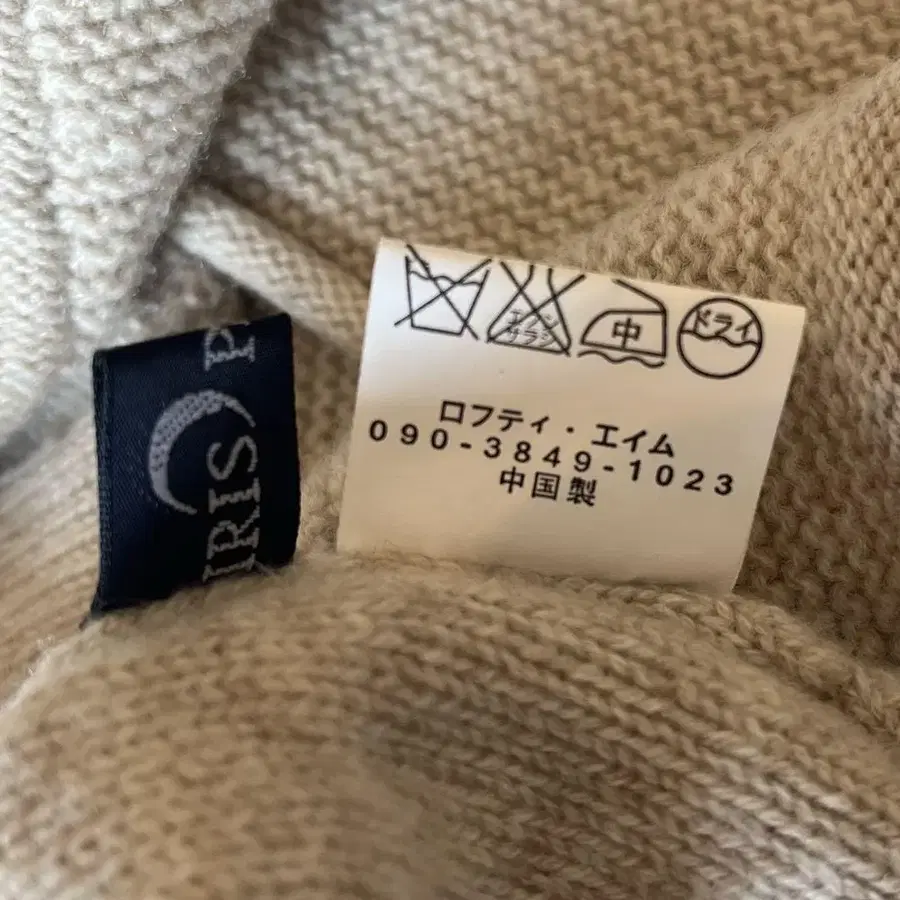 エンソ
サラシ
中
ドライ
ロフティ・エイム
090-3849-1023
中国製
IRIS P